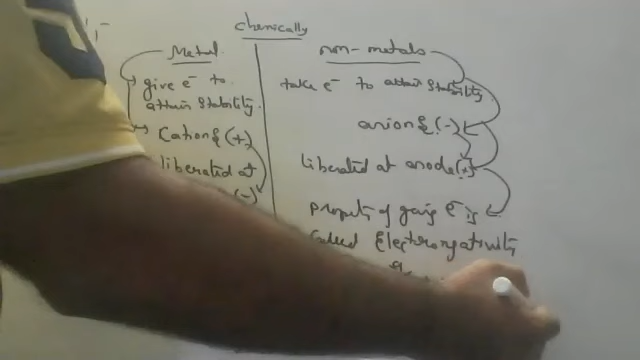 chemically
Metal
give e⁻ to
attain stability.
Cation & (+)
liberated at
(-)
non-metals
take e⁻ to attain stability
anion & (-)
liberated at anode (+)
Property of gaing e⁻ is
called Electronegativity